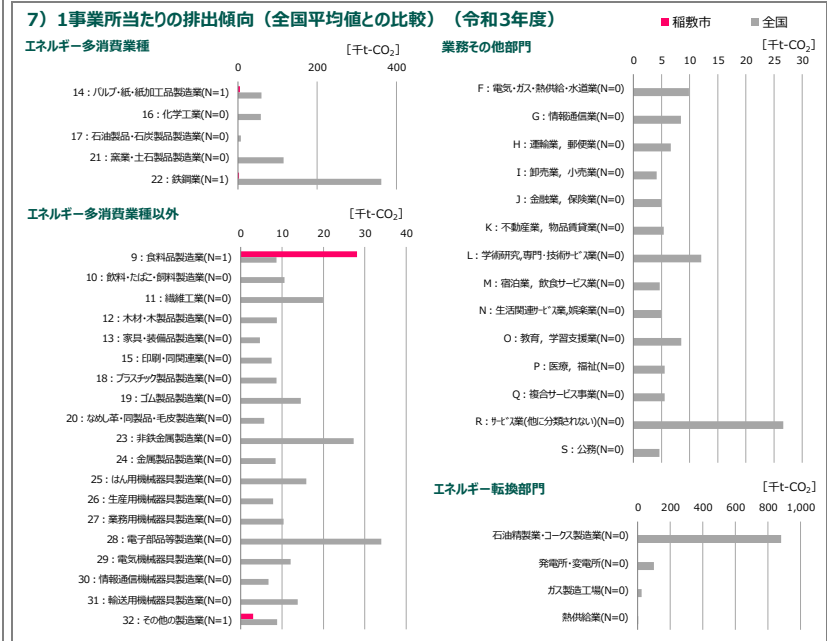 7）1事業所当たりの排出傾向（全国平均値との比較）（令和3年度）
稲敷市 全国
エネルギー多消費業種
[千t-CO₂]
0 200 400
14：パルプ・紙・紙加工品製造業(N=1)
16：化学工業(N=0)
17：石油製品・石炭製品製造業(N=0)
21：窯業・土石製品製造業(N=0)
22：鉄鋼業(N=1)
エネルギー多消費業種以外
[千t-CO₂]
0 10 20 30 40
9：食料品製造業(N=1)
10：飲料・たばこ・飼料製造業(N=0)
11：繊維工業(N=0)
12：木材・木製品製造業(N=0)
13：家具・装備品製造業(N=0)
15：印刷・同関連業(N=0)
18：プラスチック製品製造業(N=0)
19：ゴム製品製造業(N=0)
20：なめし革・同製品・毛皮製造業(N=0)
23：非鉄金属製造業(N=0)
24：金属製品製造業(N=0)
25：はん用機械器具製造業(N=0)
26：生産用機械器具製造業(N=0)
27：業務用機械器具製造業(N=0)
28：電子部品等製造業(N=0)
29：電気機械器具製造業(N=0)
30：情報通信機械器具製造業(N=0)
31：輸送用機械器具製造業(N=0)
32：その他の製造業(N=1)
業務その他部門
[千t-CO₂]
0 5 10 15 20 25 30
F：電気・ガス・熱供給・水道業(N=0)
G：情報通信業(N=0)
H：運輸業，郵便業(N=0)
I：卸売業，小売業(N=0)
J：金融業，保険業(N=0)
K：不動産業，物品賃貸業(N=0)
L：学術研究,専門・技術サービス業(N=0)
M：宿泊業，飲食サービス業(N=0)
N：生活関連サービス業,娯楽業(N=0)
O：教育，学習支援業(N=0)
P：医療，福祉(N=0)
Q：複合サービス事業(N=0)
R：サービス業(他に分類されない)(N=0)
S：公務(N=0)
エネルギー転換部門
[千t-CO₂]
0 200 400 600 800 1,000
石油精製業・コークス製造業(N=0)
発電所・変電所(N=0)
ガス製造工場(N=0)
熱供給業(N=0)